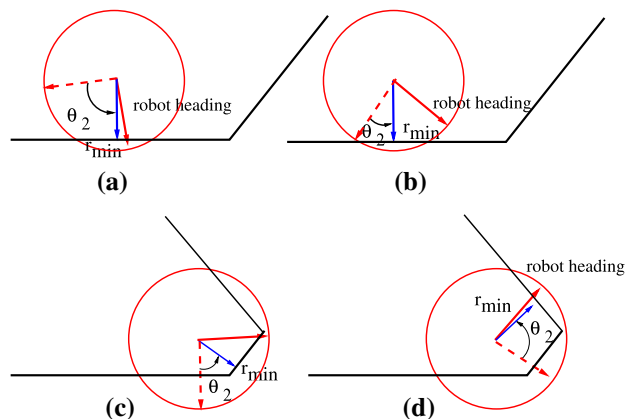 robot heading
θ 2
r min
(a)
robot heading
θ 2
r min
(b)
r min
θ 2
(c)
robot heading
r min
θ 2
(d)